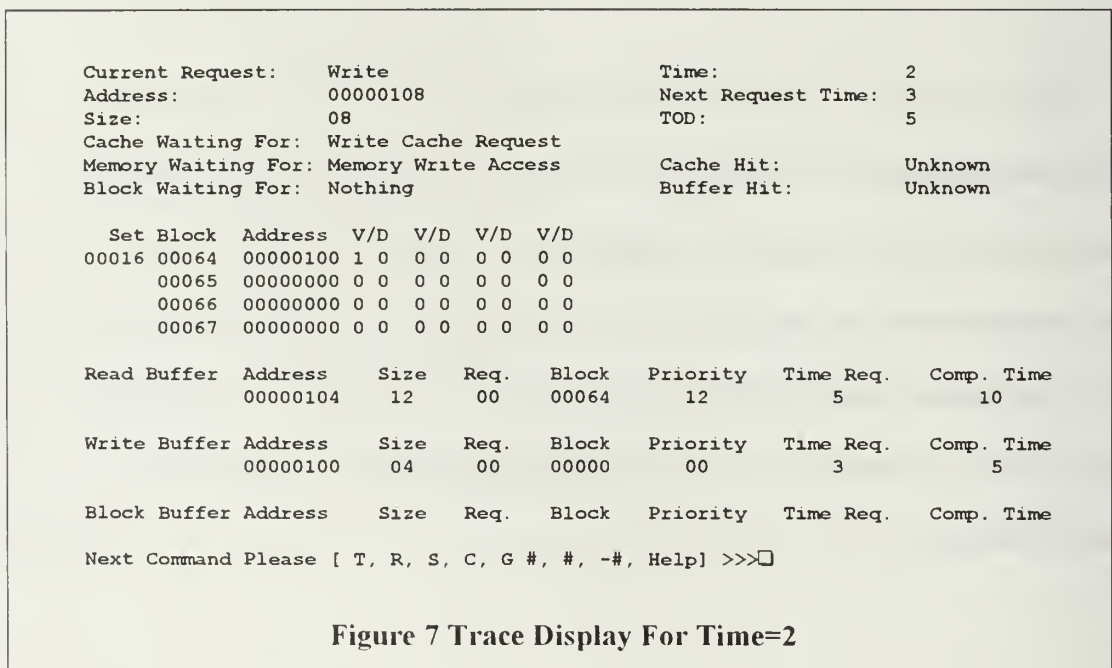 Current Request: Write Time: 2
Address: 00000108 Next Request Time: 3
Size: 08 TOD: 5
Cache Waiting For: Write Cache Request
Memory Waiting For: Memory Write Access Cache Hit: Unknown
Block Waiting For: Nothing Buffer Hit: Unknown
Set Block Address V/D V/D V/D V/D
00016 00064 00000100 1 0 0 0 0 0 0 0
00065 00000000 0 0 0 0 0 0 0 0
00066 00000000 0 0 0 0 0 0 0 0
00067 00000000 0 0 0 0 0 0 0 0
Read Buffer Address Size Req. Block Priority Time Req. Comp. Time
00000104 12 00 00064 12 5 10
Write Buffer Address Size Req. Block Priority Time Req. Comp. Time
00000100 04 00 00000 00 3 5
Block Buffer Address Size Req. Block Priority Time Req. Comp. Time
Next Command Please [ T, R, S, C, G #, #, -#, Help] >>>
Figure 7 Trace Display For Time=2